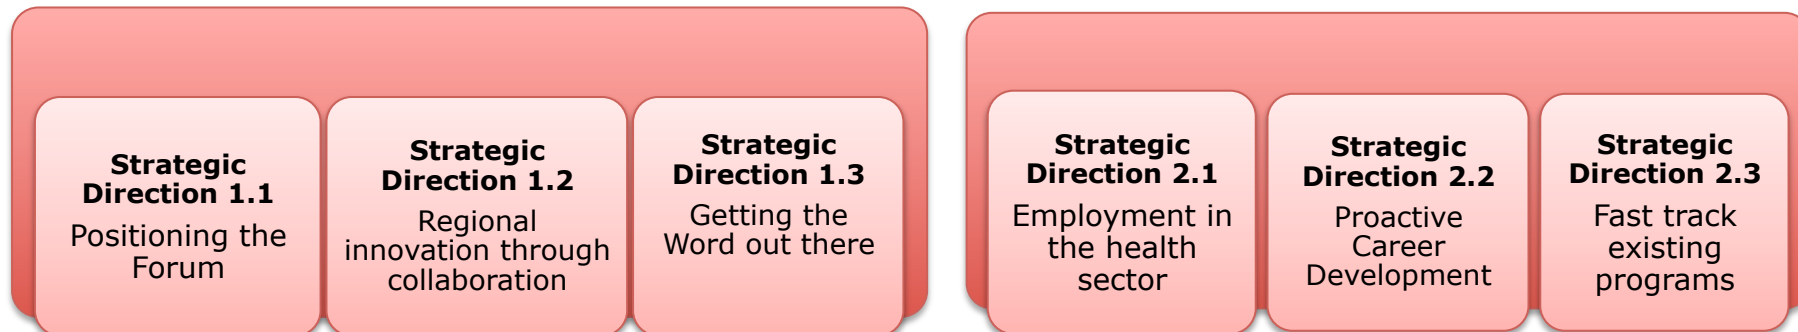 Strategic
Direction 1.1
Positioning the
Forum
Strategic
Direction 1.2
Regional
innovation through
collaboration
Strategic
Direction 1.3
Getting the
Word out there
Strategic
Direction 2.1
Employment in
the health
sector
Strategic
Direction 2.2
Proactive
Career
Development
Strategic
Direction 2.3
Fast track
existing
programs